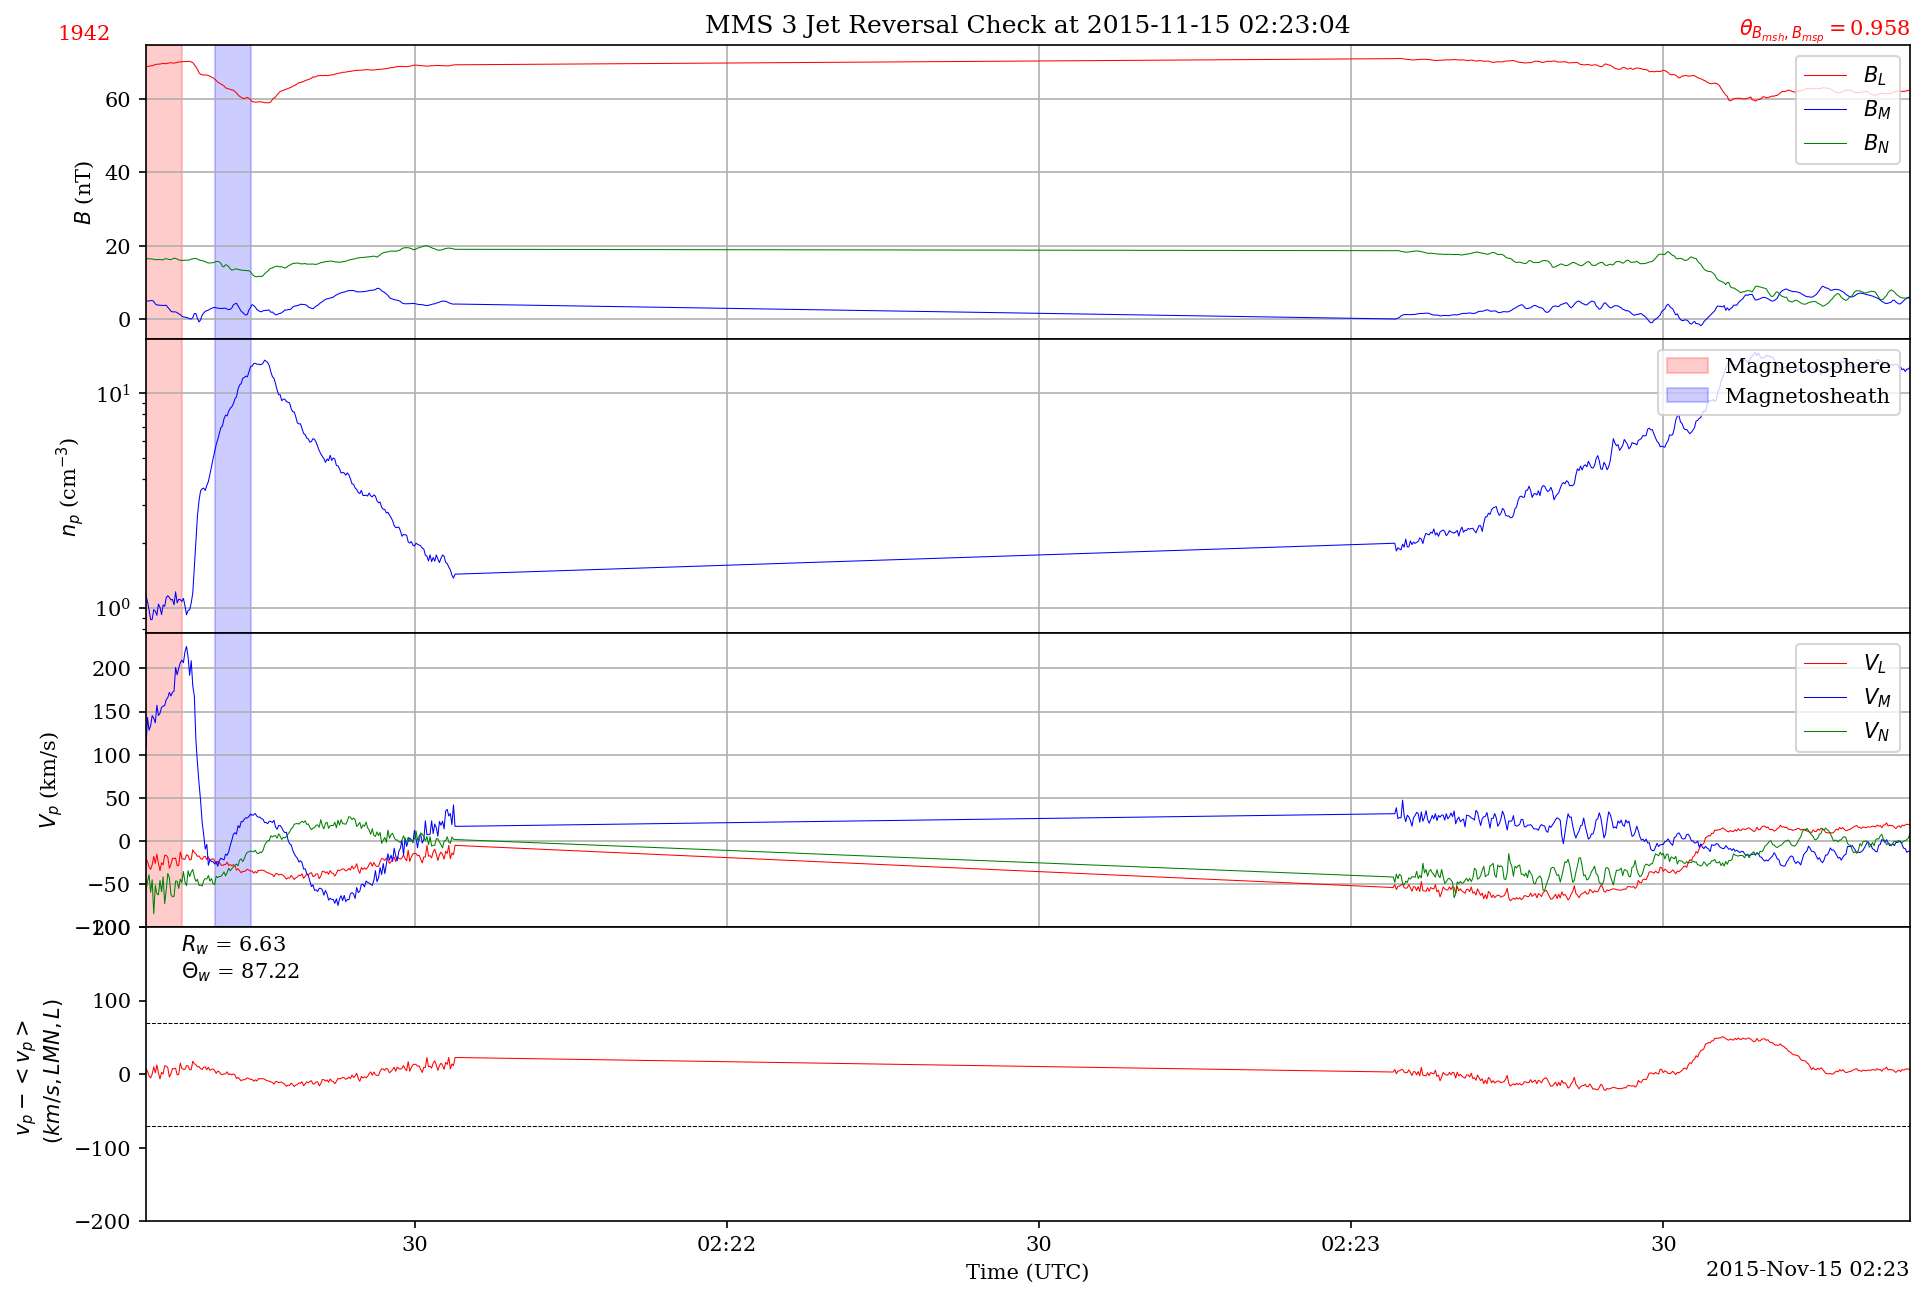 MMS 3 Jet Reversal Check at 2015-11-15 02:23:04
1942
θ_{B_{msh}, B_{msp}} = 0.958
B (nT)
60
40
20
0
B_L
B_M
B_N
n_p (cm^{−3})
10^1
10^0
Magnetosphere
Magnetosheath
V_p (km/s)
200
150
100
50
0
−50
−100
V_L
V_M
V_N
v_p − < v_p >
(km/s, LMN, L)
200
100
0
−100
−200
R_w = 6.63
Θ_w = 87.22
30
02:22
30
02:23
30
Time (UTC)
2015-Nov-15 02:23